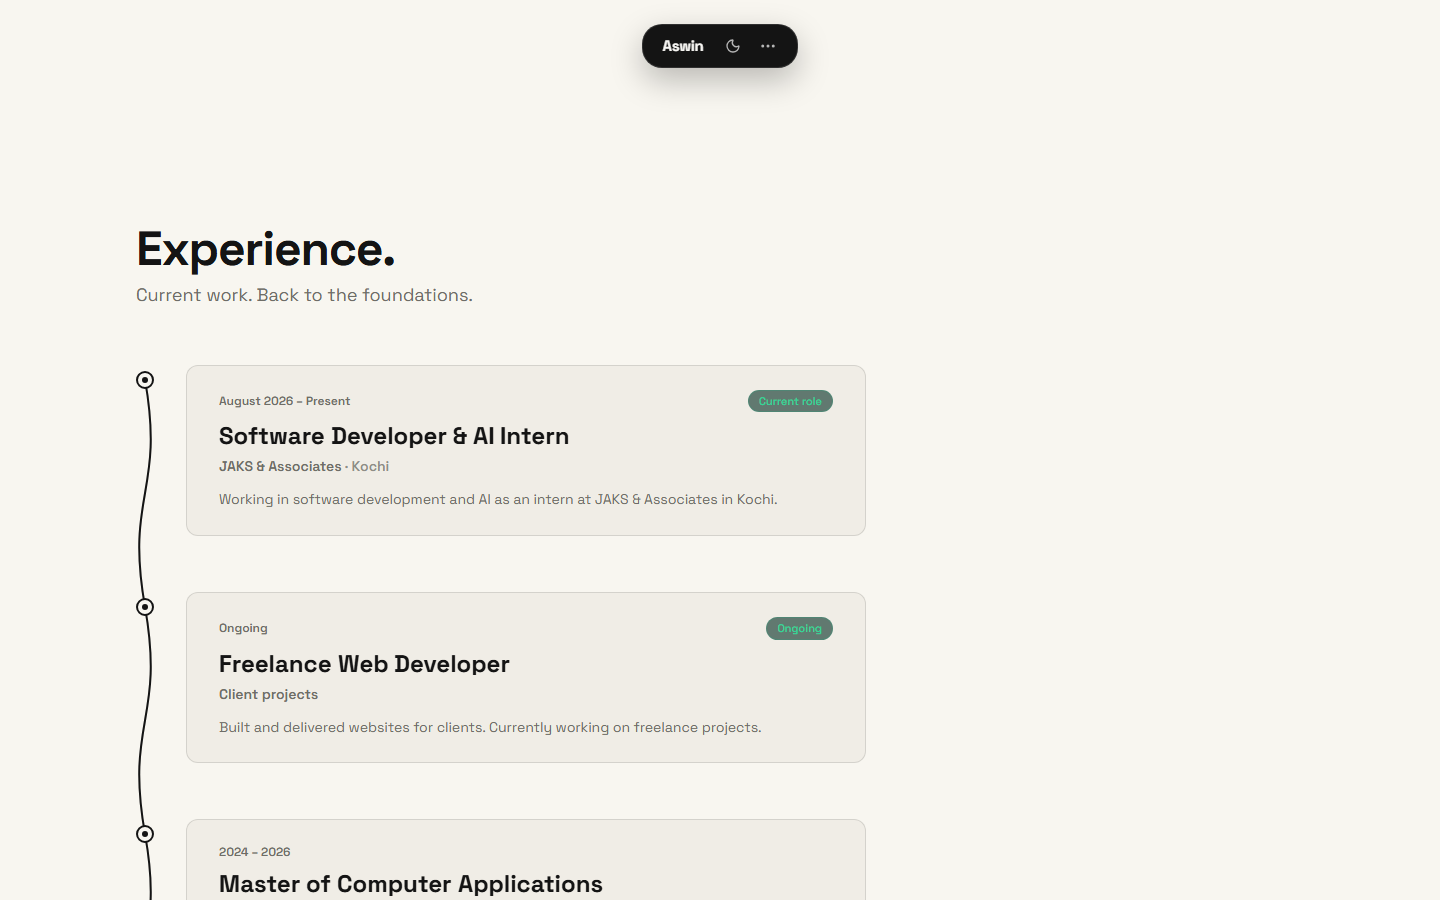 Aswin
Experience.
Current work. Back to the foundations.
August 2026 – Present
Current role
Software Developer & AI Intern
JAKS & Associates · Kochi
Working in software development and AI as an intern at JAKS & Associates in Kochi.
Ongoing
Ongoing
Freelance Web Developer
Client projects
Built and delivered websites for clients. Currently working on freelance projects.
2024 – 2026
Master of Computer Applications